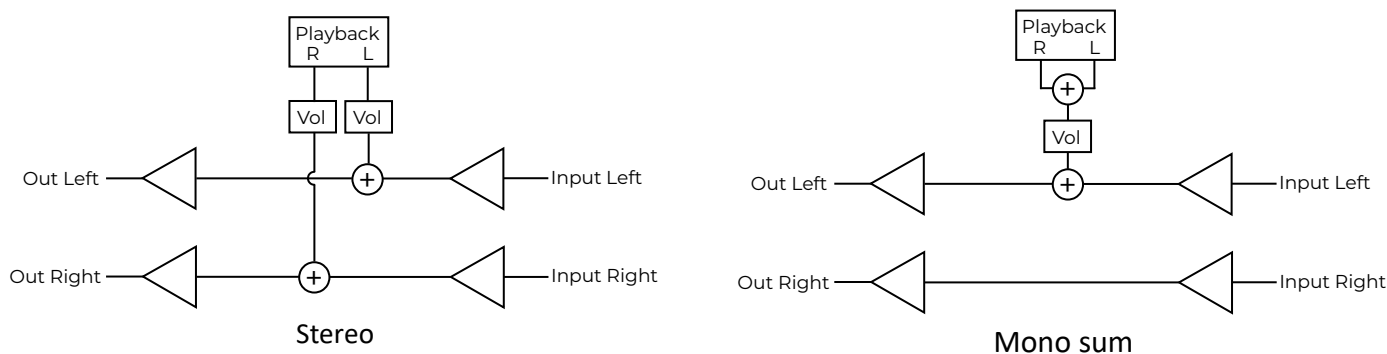 Playback
R L
Vol Vol
Out Left
Input Left
Out Right
Input Right
Stereo
Playback
R L
Vol
Out Left
Input Left
Out Right
Input Right
Mono sum